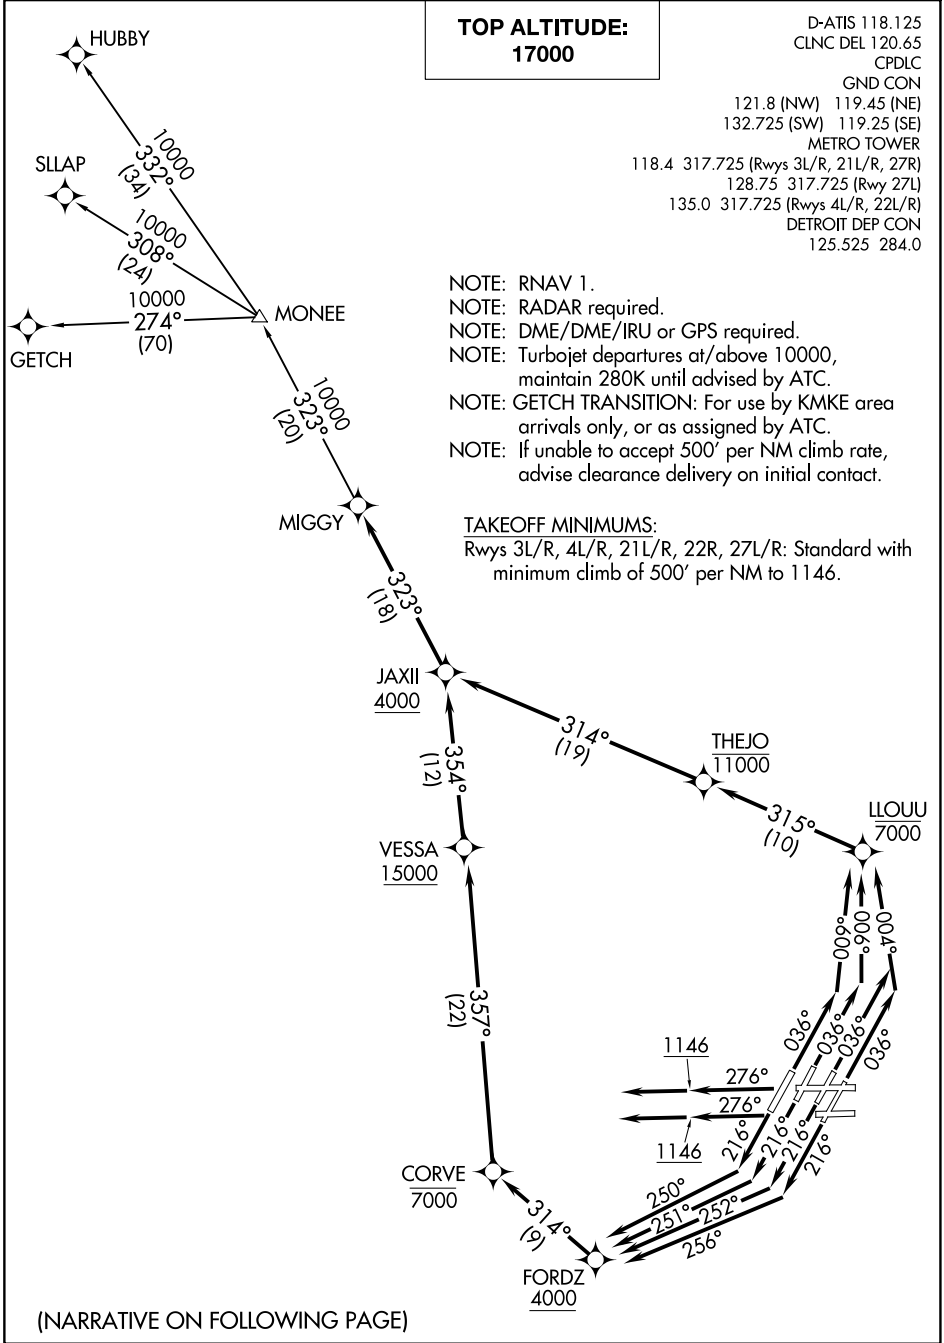 TOP ALTITUDE:
17000
D-ATIS 118.125
CLNC DEL 120.65
CPDLC
GND CON
121.8 (NW) 119.45 (NE)
132.725 (SW) 119.25 (SE)
METRO TOWER
118.4 317.725 (Rwys 3L/R, 21L/R, 27R)
128.75 317.725 (Rwy 27L)
135.0 317.725 (Rwys 4L/R, 22L/R)
DETROIT DEP CON
125.525 284.0
HUBBY
10000
332°
(34)
SLLAP
10000
308°
(24)
10000
274°
(70)
GETCH
MONEE
NOTE: RNAV 1.
NOTE: RADAR required.
NOTE: DME/DME/IRU or GPS required.
NOTE: Turbojet departures at/above 10000,
maintain 280K until advised by ATC.
NOTE: GETCH TRANSITION: For use by KMKE area
arrivals only, or as assigned by ATC.
NOTE: If unable to accept 500' per NM climb rate,
advise clearance delivery on initial contact.
10000
323°
(20)
MIGGY
TAKEOFF MINIMUMS:
Rwys 3L/R, 4L/R, 21L/R, 22R, 27L/R: Standard with
minimum climb of 500' per NM to 1146.
323°
(18)
JAXII
4000
314°
(19)
THEJO
11000
354°
(12)
315°
(10)
LLOUU
7000
VESSA
15000
009°
006°
004°
357°
(22)
036°
036°
036°
036°
1146
276°
276°
1146
216°
216°
216°
216°
CORVE
7000
250°
251°
252°
256°
314°
(9)
FORDZ
4000
(NARRATIVE ON FOLLOWING PAGE)